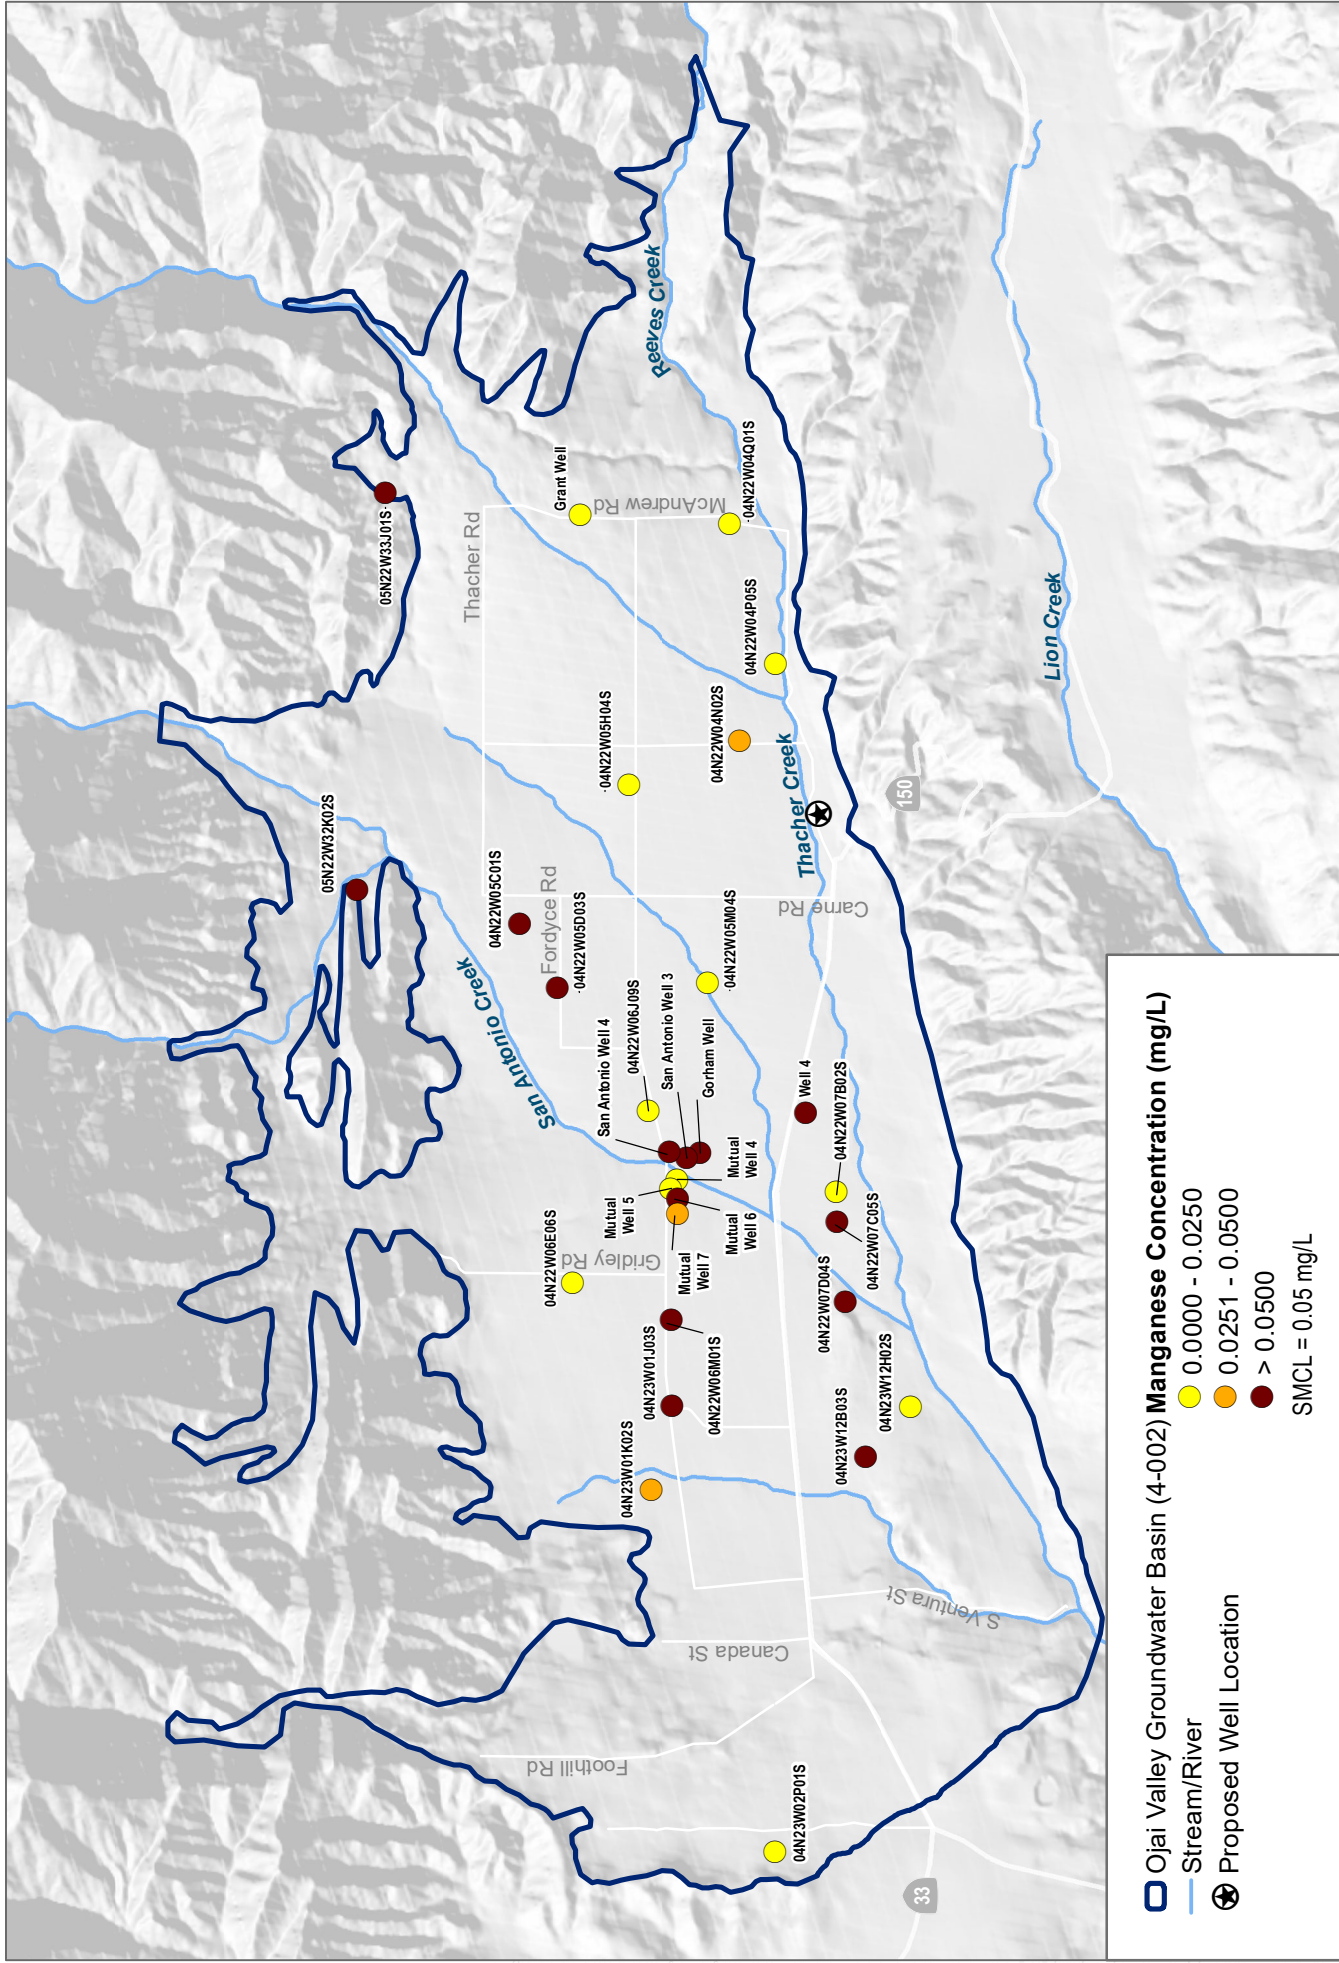 05N22W33J01S
05N22W32K02S
Thacher Rd
Grant Well
McAndrew Rd
Reeves Creek
04N22W04Q01S
04N22W04P05S
04N22W05H04S
04N22W04N02S
Thacher Creek
04N22W05C01S
Fordyce Rd
04N22W05D03S
San Antonio Creek
04N22W05M04S
Carne Rd
150
Lion Creek
San Antonio Well 4
04N22W06J09S
San Antonio Well 3
Gorham Well
Mutual
Well 4
Mutual
Well 5
Mutual
Well 6
Mutual
Well 7
Well 4
04N22W07B02S
04N22W07C05S
04N22W07D04S
04N22W06E06S
Gridley Rd
04N23W01J03S
04N22W06M01S
04N23W01K02S
04N23W12B03S
04N23W12H02S
S Ventura St
Canada St
Foothill Rd
04N23W02P01S
33
Ojai Valley Groundwater Basin (4-002)
Stream/River
Proposed Well Location
Manganese Concentration (mg/L)
0.0000 - 0.0250
0.0251 - 0.0500
> 0.0500
SMCL = 0.05 mg/L